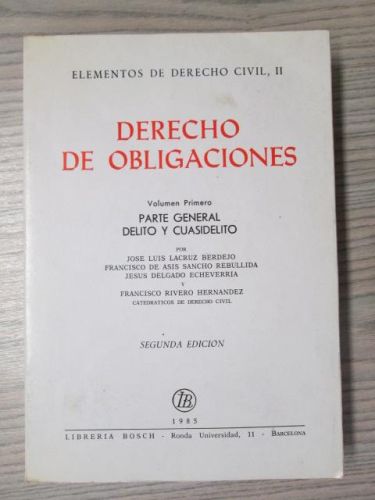 ELEMENTOS DE DERECHO CIVIL, II
DERECHO
DE OBLIGACIONES
Volumen Primero
PARTE GENERAL
DELITO Y CUASIDELITO
POR
JOSE LUIS LACRUZ BERDEJO
FRANCISCO DE ASIS SANCHO REBULLIDA
JESUS DELGADO ECHEVERRIA
Y
FRANCISCO RIVERO HERNANDEZ
CATEDRATICOS DE DERECHO CIVIL
SEGUNDA EDICION
LB
1985
LIBRERIA BOSCH - Ronda Universidad, 11 - BARCELONA